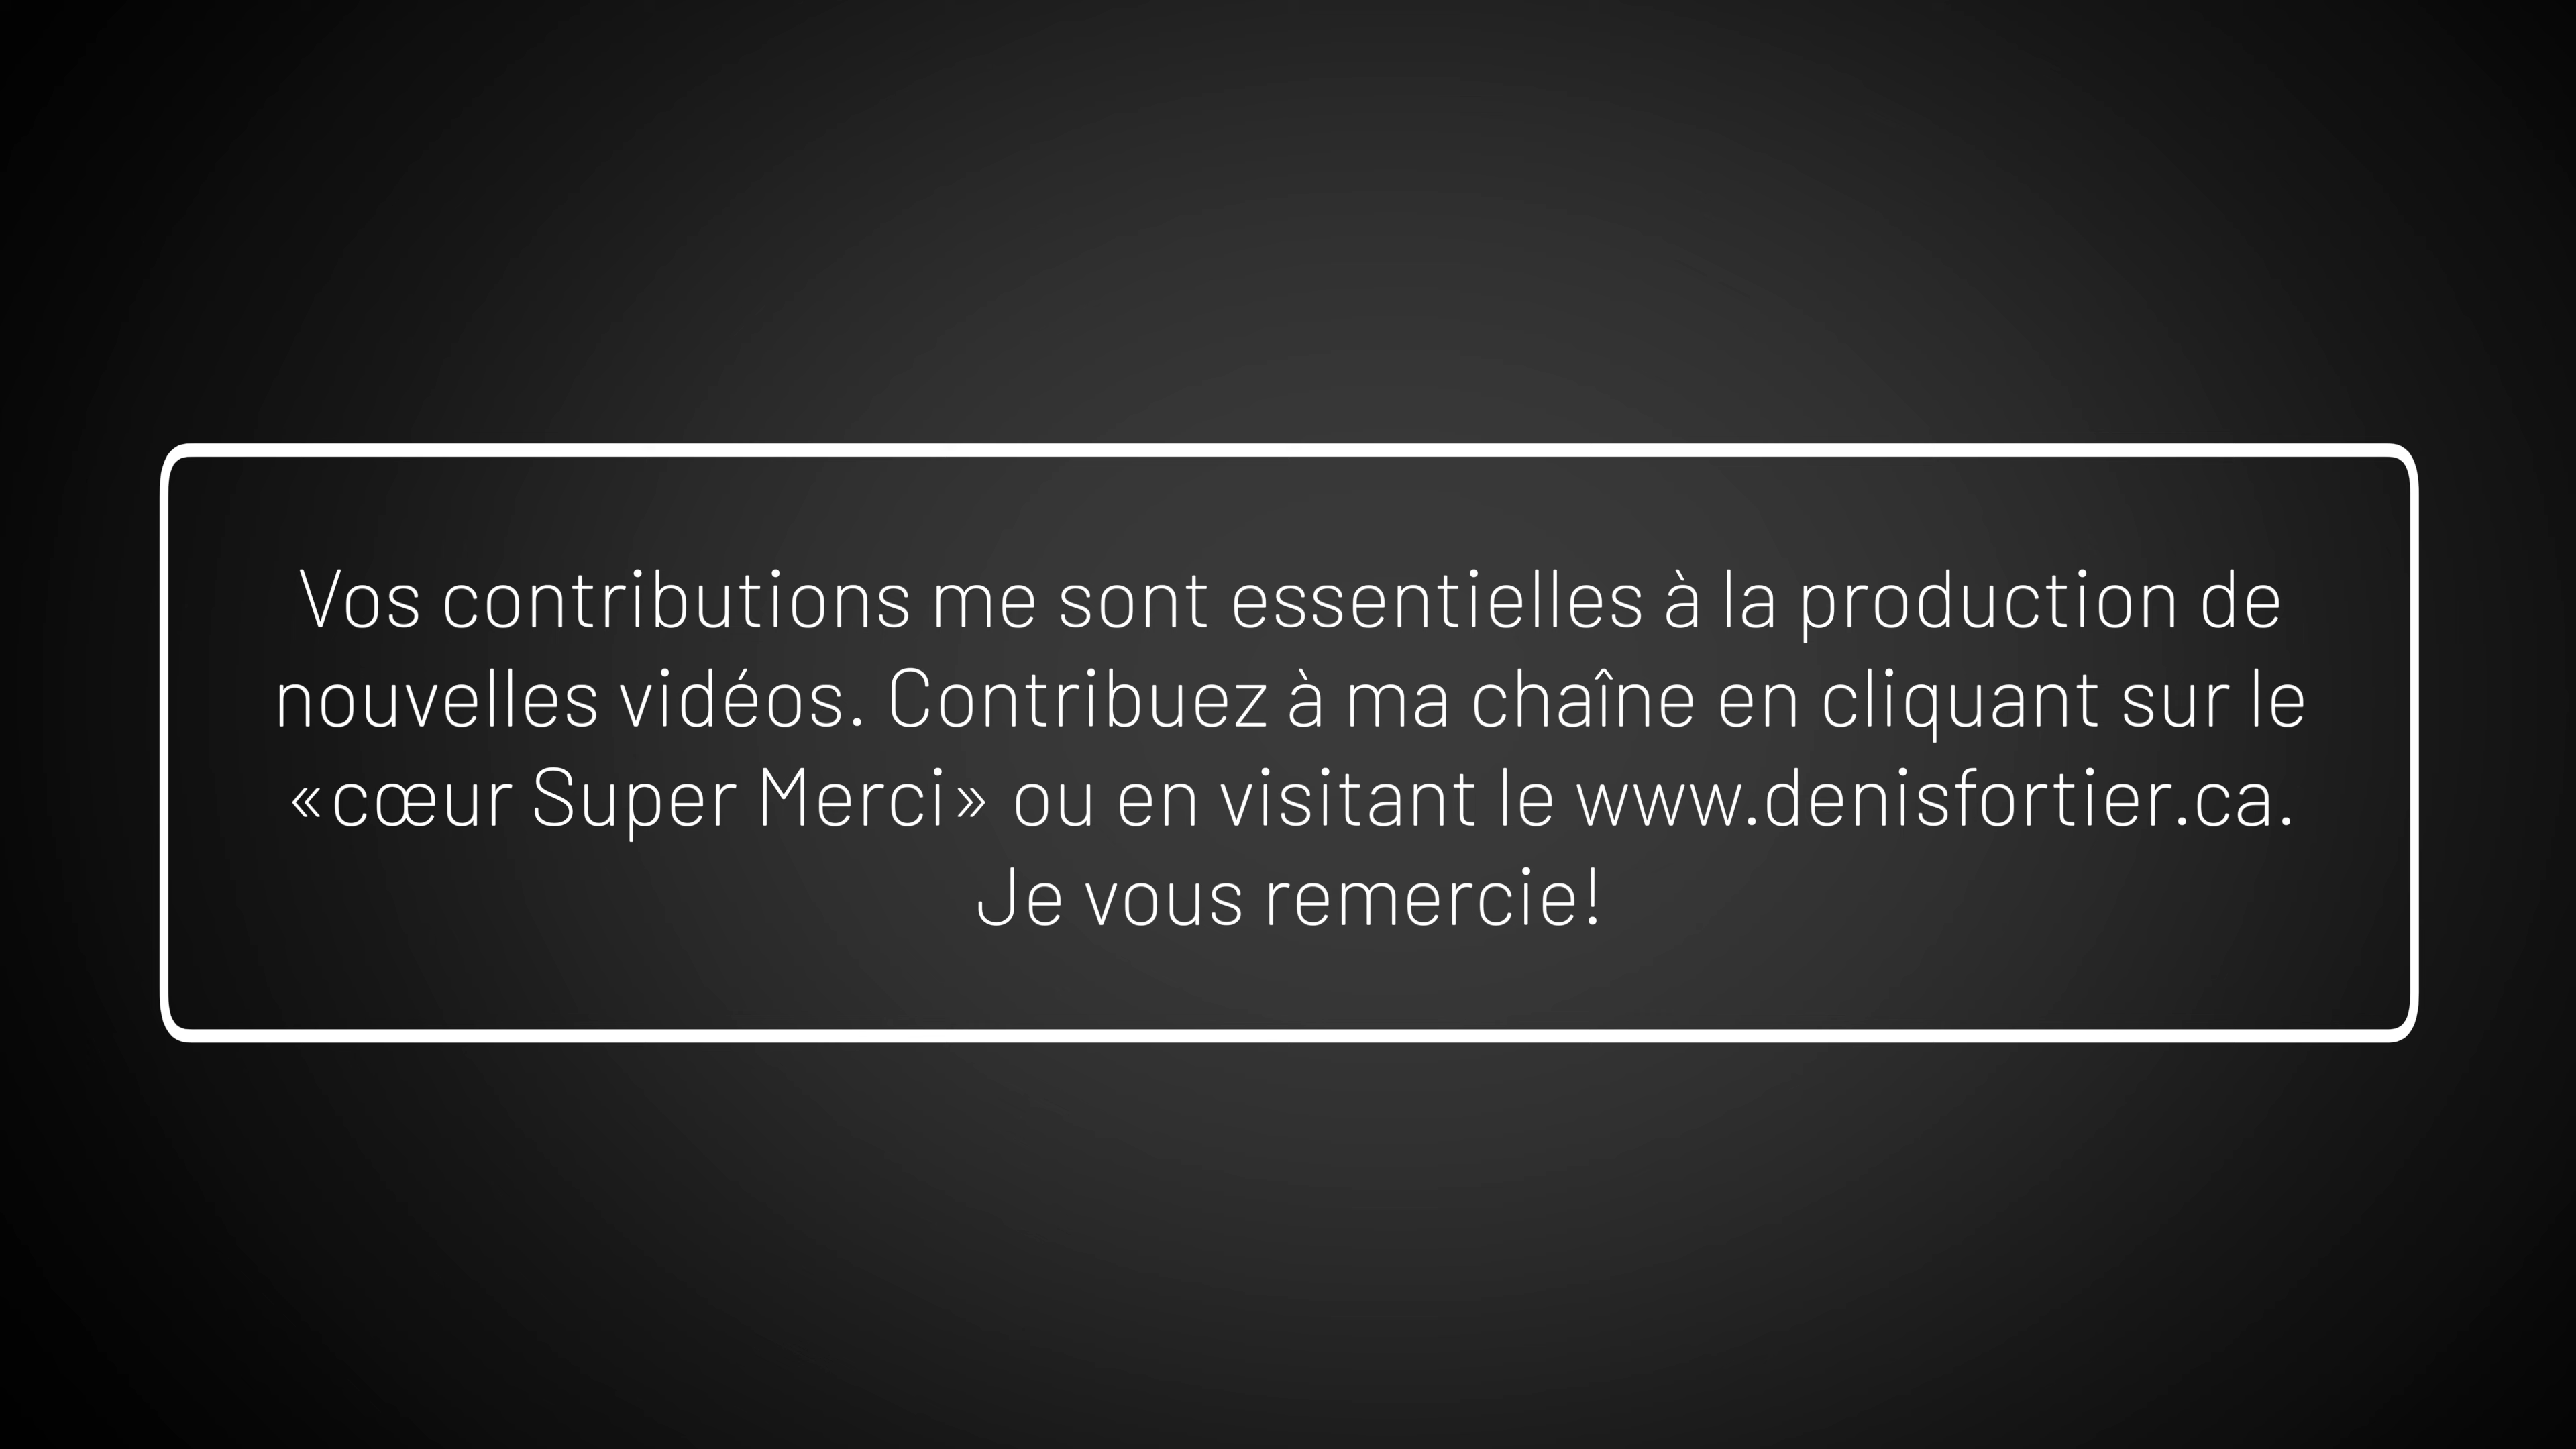 Vos contributions me sont essentielles à la production de
nouvelles vidéos. Contribuez à ma chaîne en cliquant sur le
«cœur Super Merci» ou en visitant le www.denisfortier.ca.
Je vous remercie!